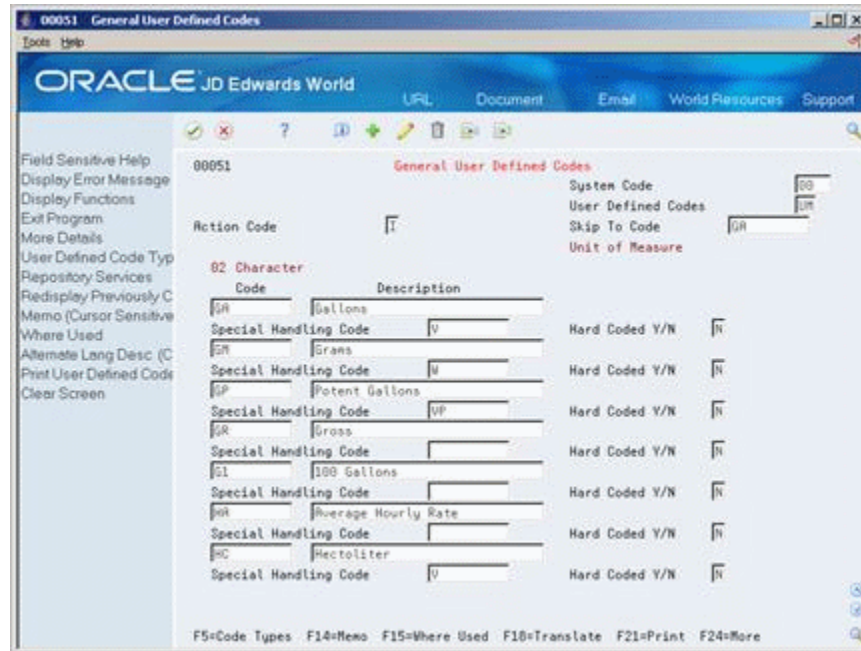 00051 General User Defined Codes
Tools Help
ORACLE JD Edwards World
URL Document Email World Resources Support
Field Sensitive Help
Display Error Message
Display Functions
Exit Program
More Details
User Defined Code Typ
Repository Services
Redisplay Previously C
Memo (Cursor Sensitive
Where Used
Alternate Lang Desc (C
Print User Defined Code
Clear Screen
00051 General User Defined Codes
System Code 00
User Defined Codes UM
Action Code I Skip To Code GA
Unit of Measure
02 Character
Code Description
GA Gallons
Special Handling Code V Hard Coded Y/N N
GM Grams
Special Handling Code W Hard Coded Y/N N
GP Potent Gallons
Special Handling Code VP Hard Coded Y/N N
GR Gross
Special Handling Code Hard Coded Y/N N
G1 100 Gallons
Special Handling Code Hard Coded Y/N N
HA Average Hourly Rate
Special Handling Code Hard Coded Y/N N
HC Hectoliter
Special Handling Code V Hard Coded Y/N N
F5=Code Types F14=Memo F15=Where Used F18=Translate F21=Print F24=More